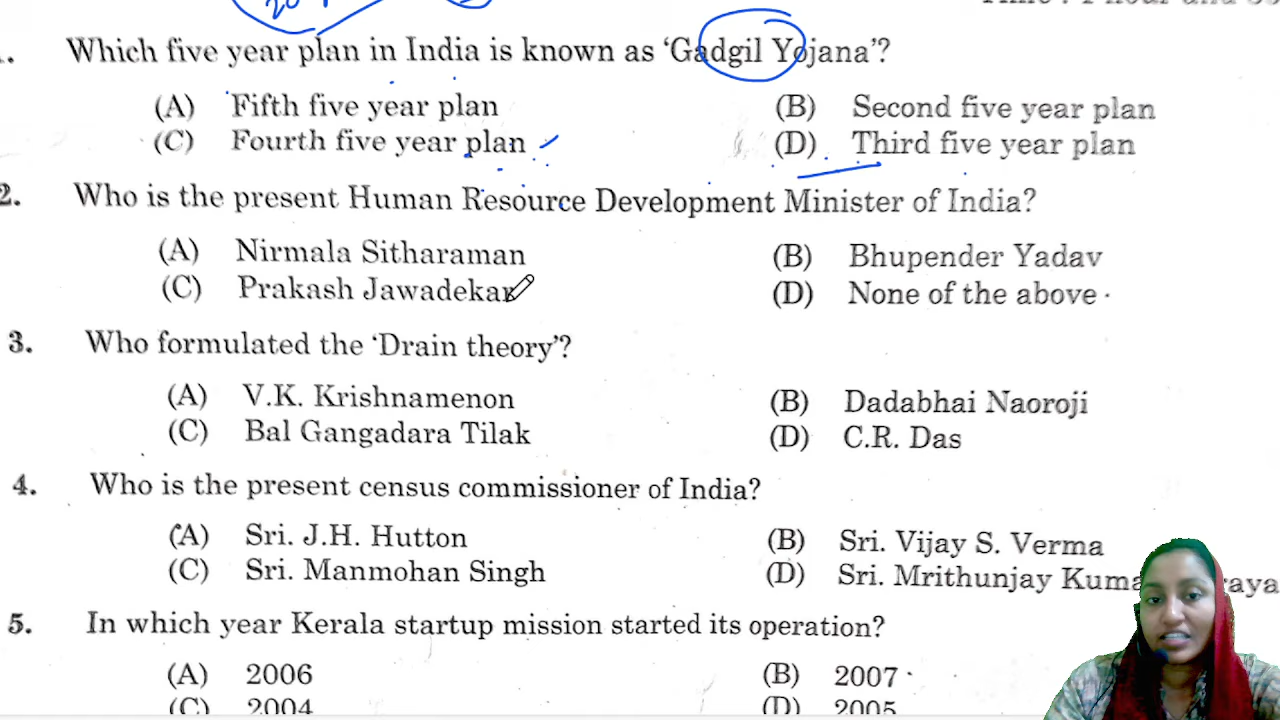 Which five year plan in India is known as 'Gadgil Yojana'?
(A) Fifth five year plan (B) Second five year plan
(C) Fourth five year plan (D) Third five year plan
2. Who is the present Human Resource Development Minister of India?
(A) Nirmala Sitharaman (B) Bhupender Yadav
(C) Prakash Jawadekar (D) None of the above
3. Who formulated the 'Drain theory'?
(A) V.K. Krishnamenon (B) Dadabhai Naoroji
(C) Bal Gangadara Tilak (D) C.R. Das
4. Who is the present census commissioner of India?
(A) Sri. J.H. Hutton (B) Sri. Vijay S. Verma
(C) Sri. Manmohan Singh (D) Sri. Mrithunjay
5. In which year Kerala startup mission started its operation?
(A) 2006 (B) 2007
(C) 2004 (D) 2005